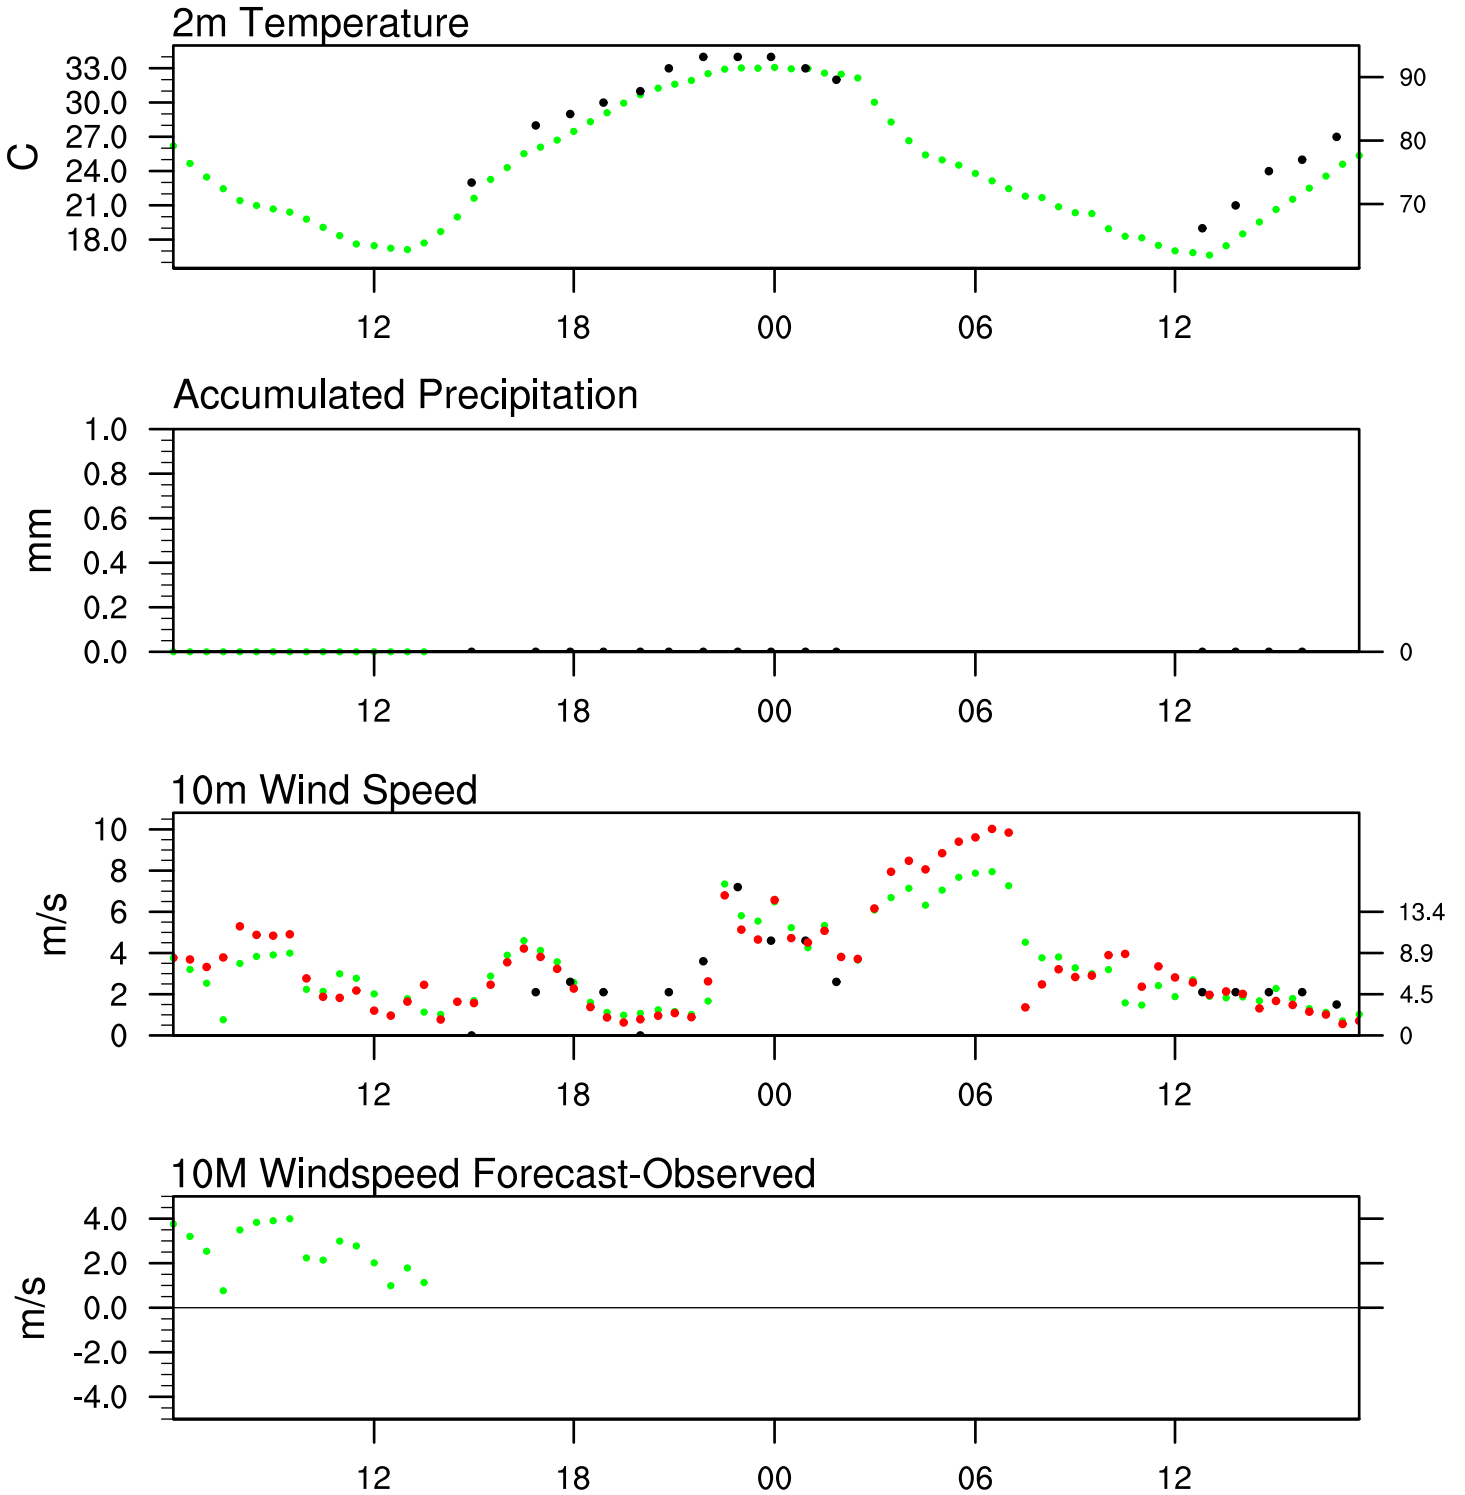 2m Temperature
33.0
30.0
27.0
24.0
21.0
18.0
C
90
80
70
12 18 00 06 12
Accumulated Precipitation
1.0
0.8
0.6
0.4
0.2
0.0
mm
0
12 18 00 06 12
10m Wind Speed
10
8
6
4
2
0
m/s
13.4
8.9
4.5
0
12 18 00 06 12
10M Windspeed Forecast-Observed
4.0
2.0
0.0
-2.0
-4.0
m/s
12 18 00 06 12